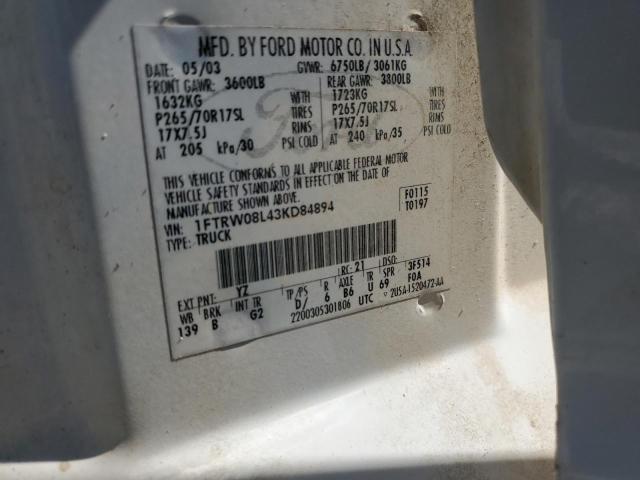 MFD. BY FORD MOTOR CO. IN U.S.A.
DATE: 05/03 GVWR: 6750LB/ 3061KG
FRONT GAWR: 3600LB REAR GAWR: 3800LB
1632KG WITH 1723KG WITH
P265/70R17SL TIRES P265/70R17SL TIRES
17X7.5J RIMS 17X7.5J RIMS
AT 205 kPa/30 PSI COLD AT 240 kPa/35 PSI COLD
Ford
THIS VEHICLE CONFORMS TO ALL APPLICABLE FEDERAL MOTOR
VEHICLE SAFETY STANDARDS IN EFFECT ON THE DATE OF
MANUFACTURE SHOWN ABOVE.
VIN: 1FTRW08L43KD84894 F0115
TYPE: TRUCK T0197
EXT PNT: YZ RC: 21 DSO: 3F514
WB BRK INT TR TP/PS R AXLE TR SPR F0A
139 B G2 D/ 6 B6 U 69
2200305301806 UTC ▽ 2U5A-1520472-AA